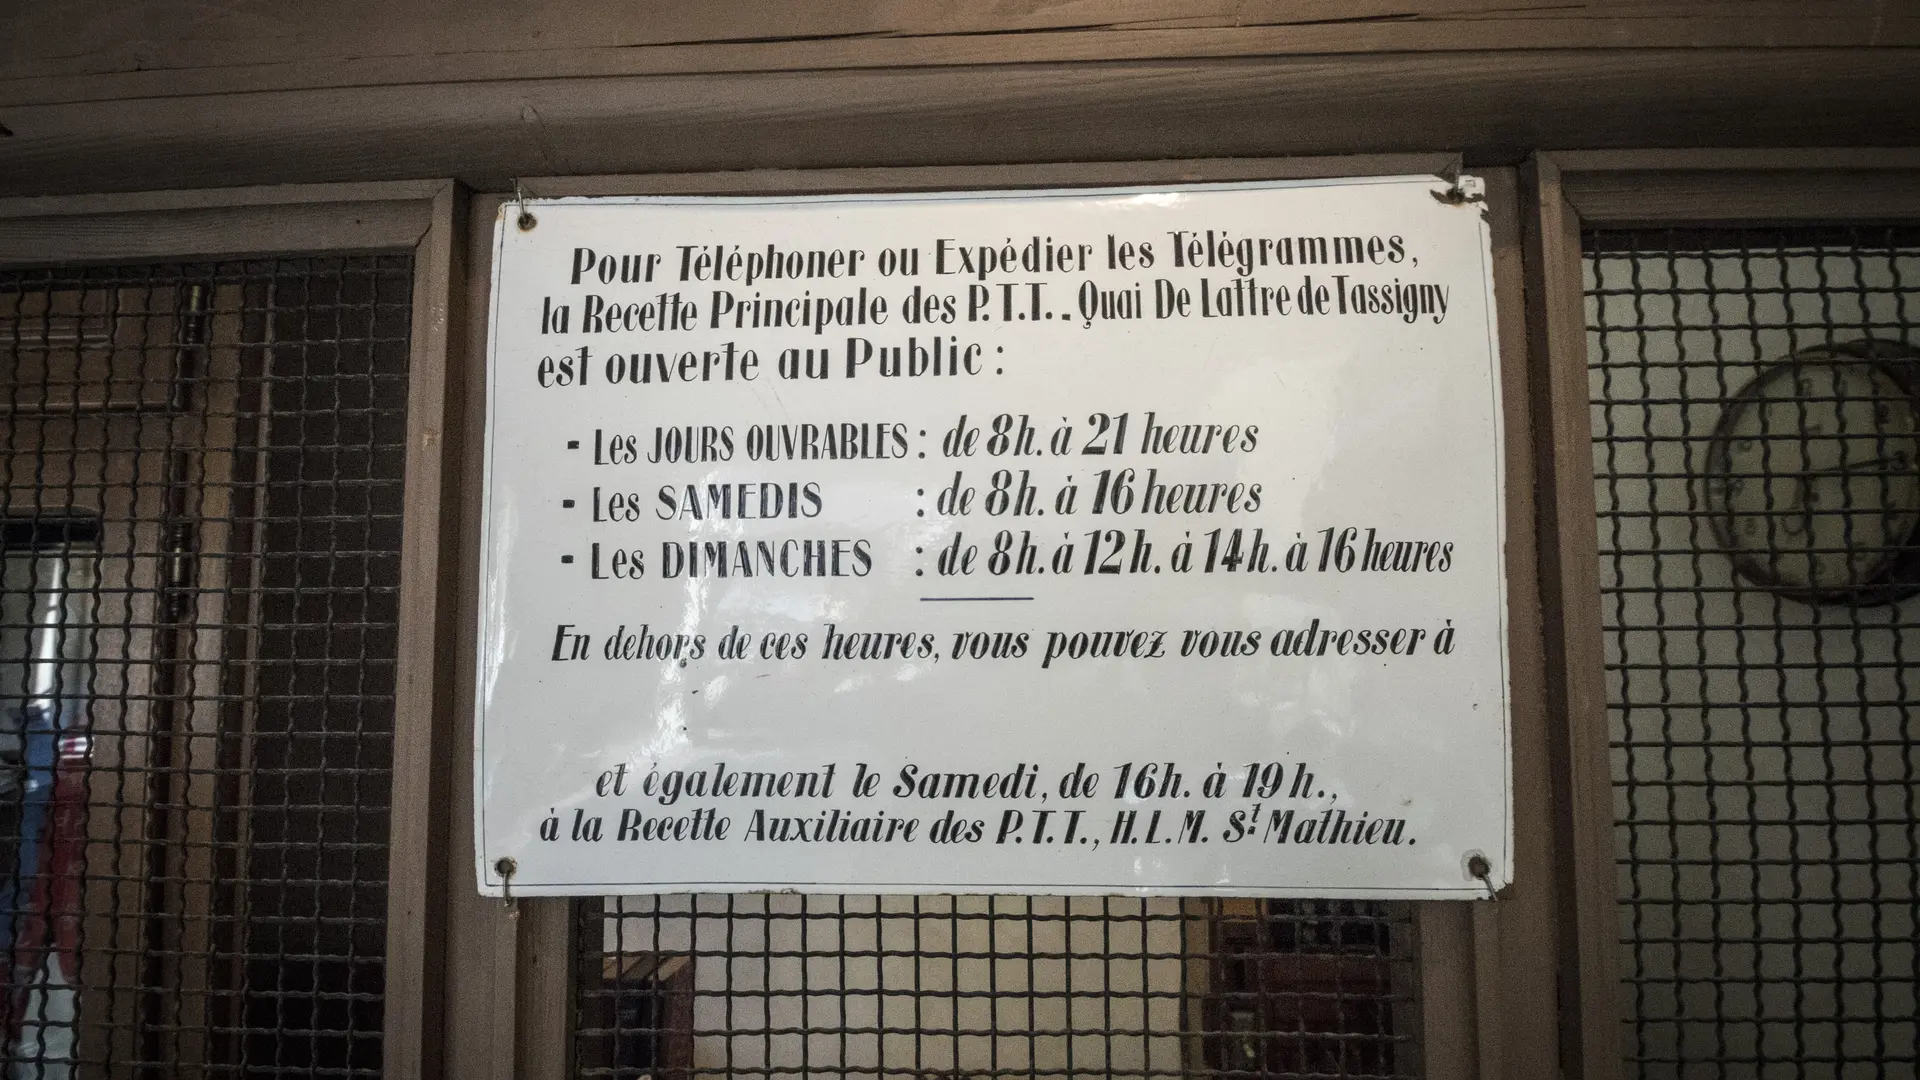 Pour Téléphoner ou Expédier les Télégrammes,
la Recette Principale des P.T.T. - Quai De Lattre de Tassigny
est ouverte au Public :
- Les JOURS OUVRABLES : de 8h. à 21 heures
- Les SAMEDIS : de 8h. à 16 heures
- Les DIMANCHES : de 8h. à 12h. à 14h. à 16 heures
En dehors de ces heures, vous pouvez vous adresser à
et également le Samedi, de 16h. à 19h.,
à la Recette Auxiliaire des P.T.T., H.L.M. St Mathieu.